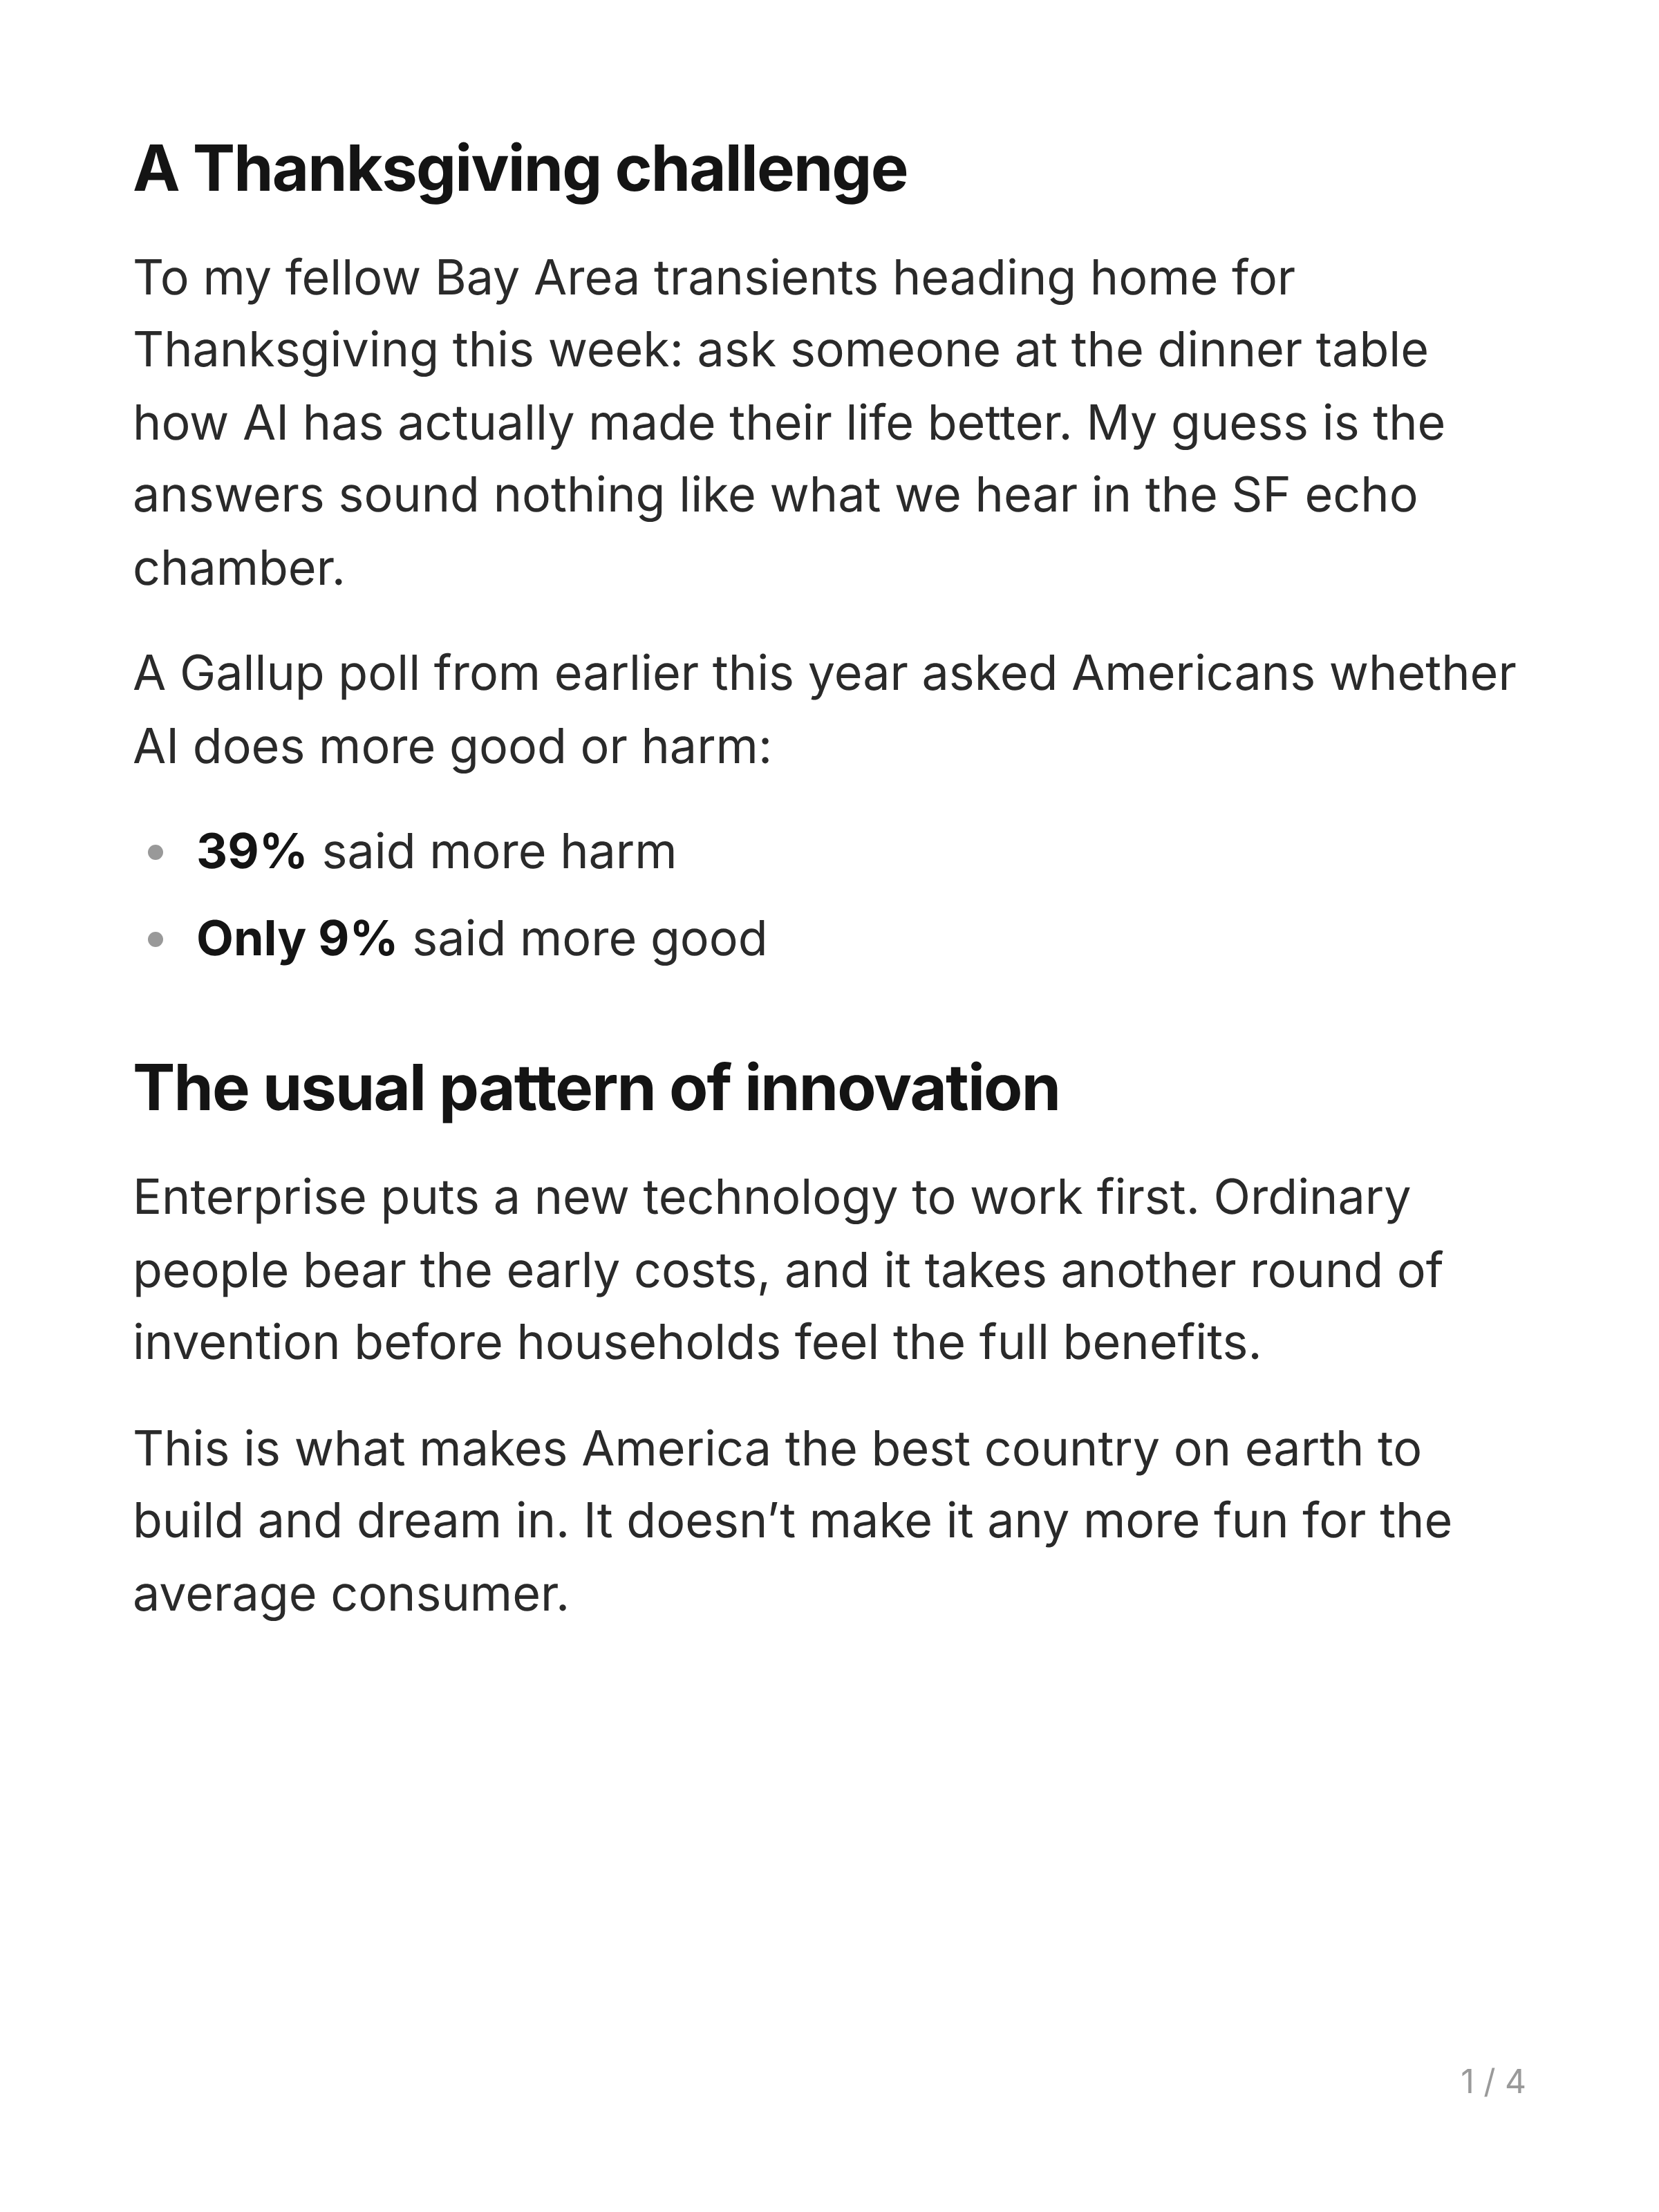 A Thanksgiving challenge
To my fellow Bay Area transients heading home for
Thanksgiving this week: ask someone at the dinner table
how AI has actually made their life better. My guess is the
answers sound nothing like what we hear in the SF echo
chamber.
A Gallup poll from earlier this year asked Americans whether
AI does more good or harm:
• 39% said more harm
• Only 9% said more good
The usual pattern of innovation
Enterprise puts a new technology to work first. Ordinary
people bear the early costs, and it takes another round of
invention before households feel the full benefits.
This is what makes America the best country on earth to
build and dream in. It doesn’t make it any more fun for the
average consumer.
1 / 4